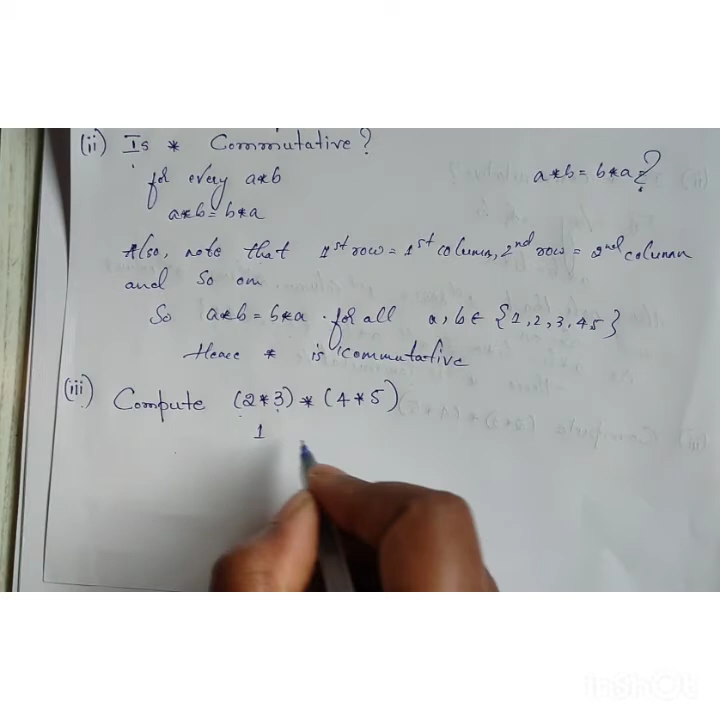 (ii) Is * Commutative?
for every a*b
a*b = b*a ?
a*b = b*a
Also, note that 1st row = 1st column, 2nd row = 2nd column
and so on.
So a*b = b*a . for all a, b ∈ {1, 2, 3, 4 5}
Hence * is commutative
(iii) Compute (2*3) * (4*5)
1
InShOt